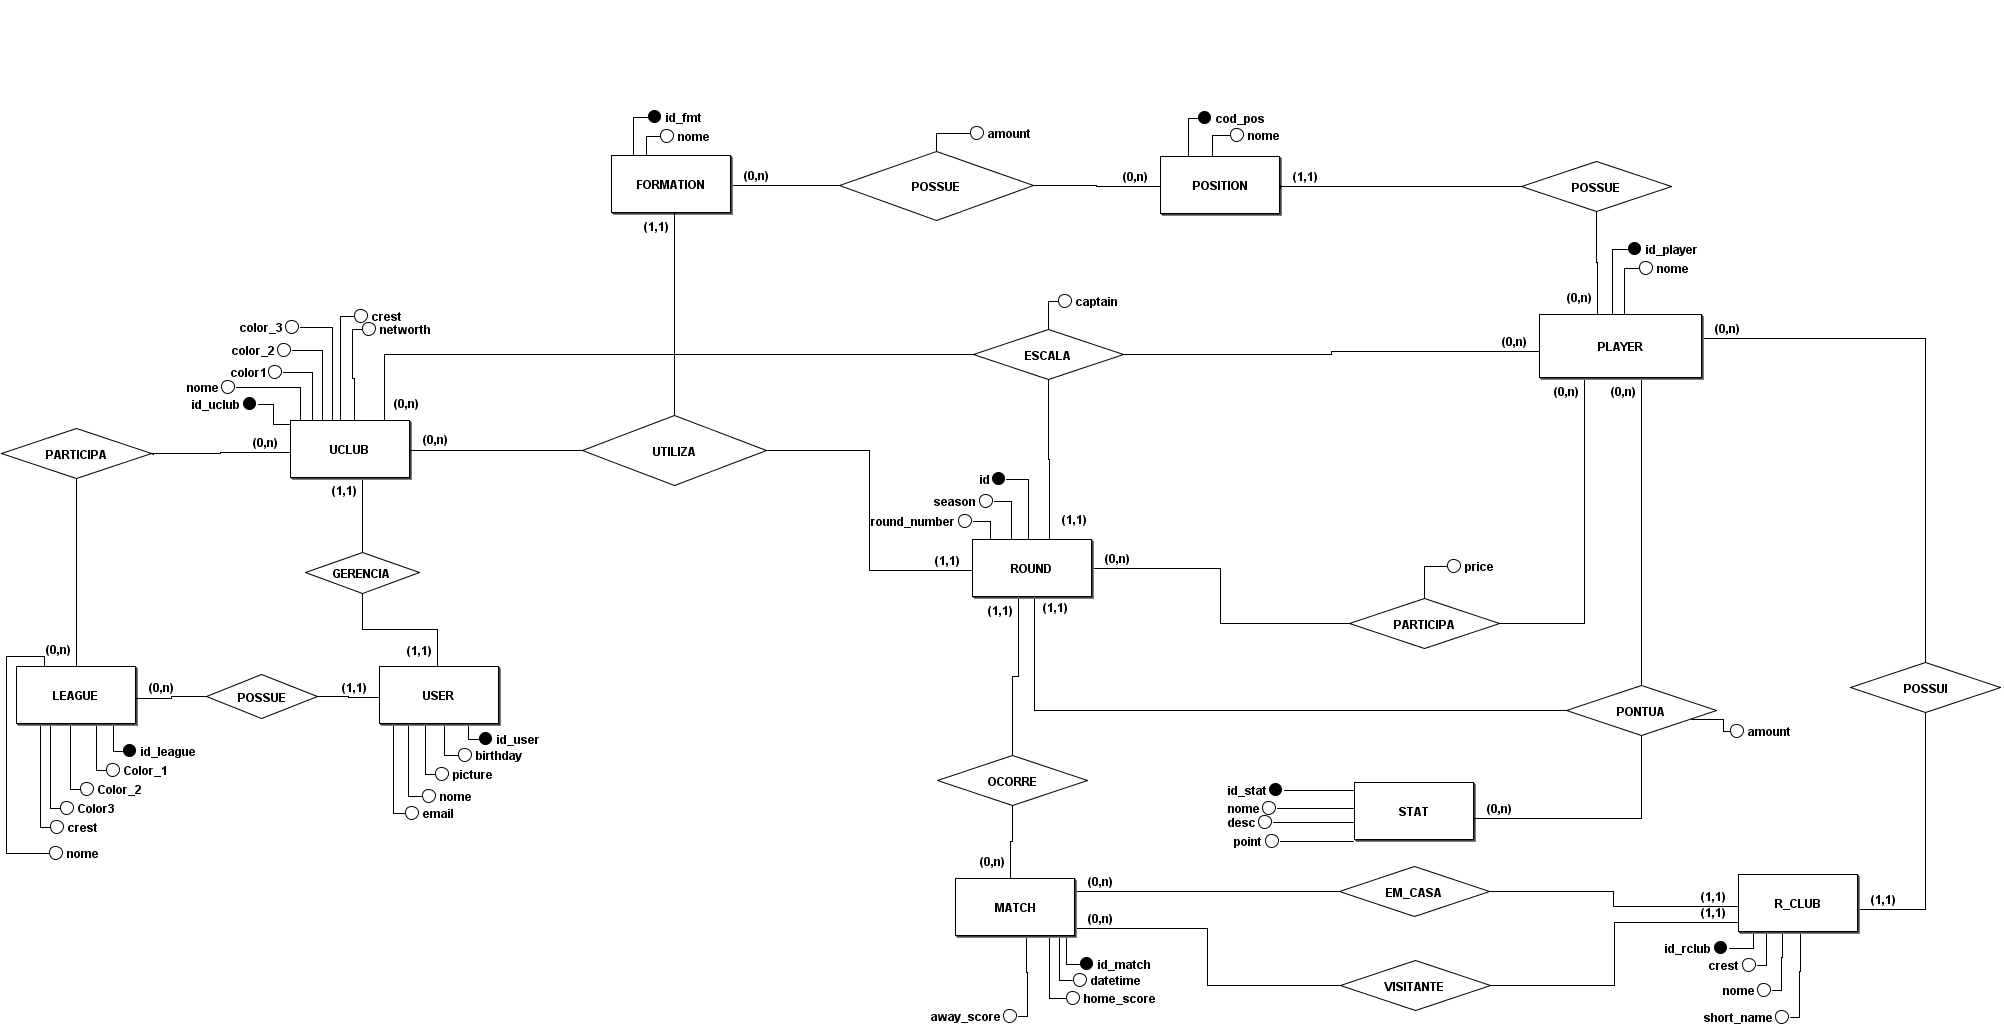 id_fmt
nome
FORMATION
(0,n)
(1,1)
amount
POSSUE
(0,n)
cod_pos
nome
POSITION
(1,1)
POSSUE
id_player
nome
(0,n)
PLAYER
(0,n)
(0,n)
(0,n)
(0,n)
captain
ESCALA
crest
networth
color_3
color_2
color1
nome
id_uclub
(0,n)
UCLUB
(0,n)
(0,n)
(1,1)
PARTICIPA
UTILIZA
id
season
round_number
(1,1)
(1,1)
ROUND
(0,n)
(1,1)
(1,1)
price
PARTICIPA
GERENCIA
(0,n)
LEAGUE
(0,n)
POSSUE
(1,1)
(1,1)
USER
id_league
Color_1
Color_2
Color3
crest
nome
id_user
birthday
picture
nome
email
POSSUI
PONTUA
amount
OCORRE
id_stat
nome
desc
point
STAT
(0,n)
(0,n)
MATCH
(0,n)
(0,n)
EM_CASA
(1,1)
(1,1)
R_CLUB
(1,1)
VISITANTE
id_match
datetime
home_score
away_score
id_rclub
crest
nome
short_name